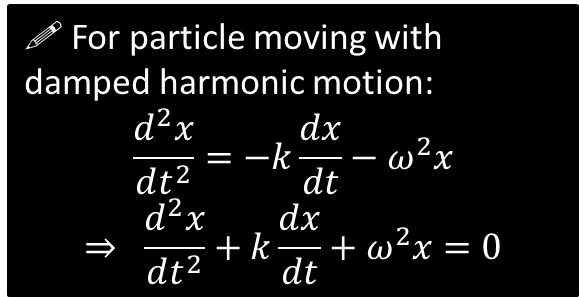 ✏ For particle moving with
damped harmonic motion:
d²x/dt² = −k dx/dt − ω²x
⇒ d²x/dt² + k dx/dt + ω²x = 0